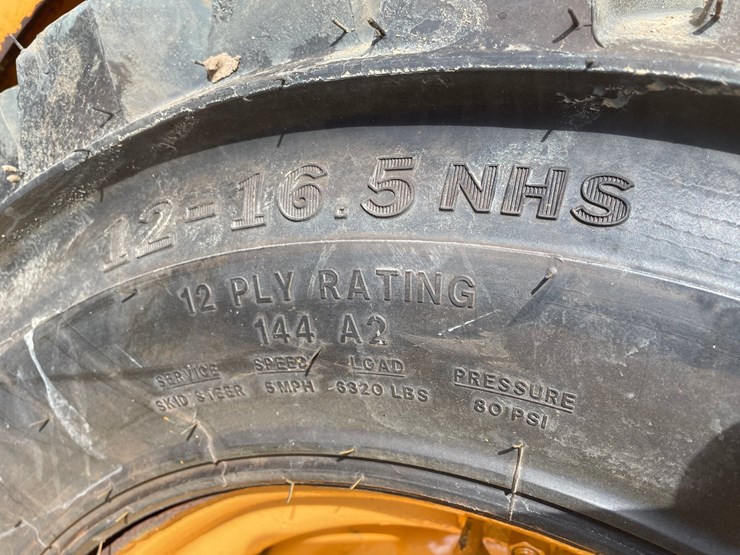 12-16.5 NHS
12 PLY RATING
144 A2
SERVICE SPEED LOAD PRESSURE
SKID STEER 5 MPH 6320 LBS 80 PSI